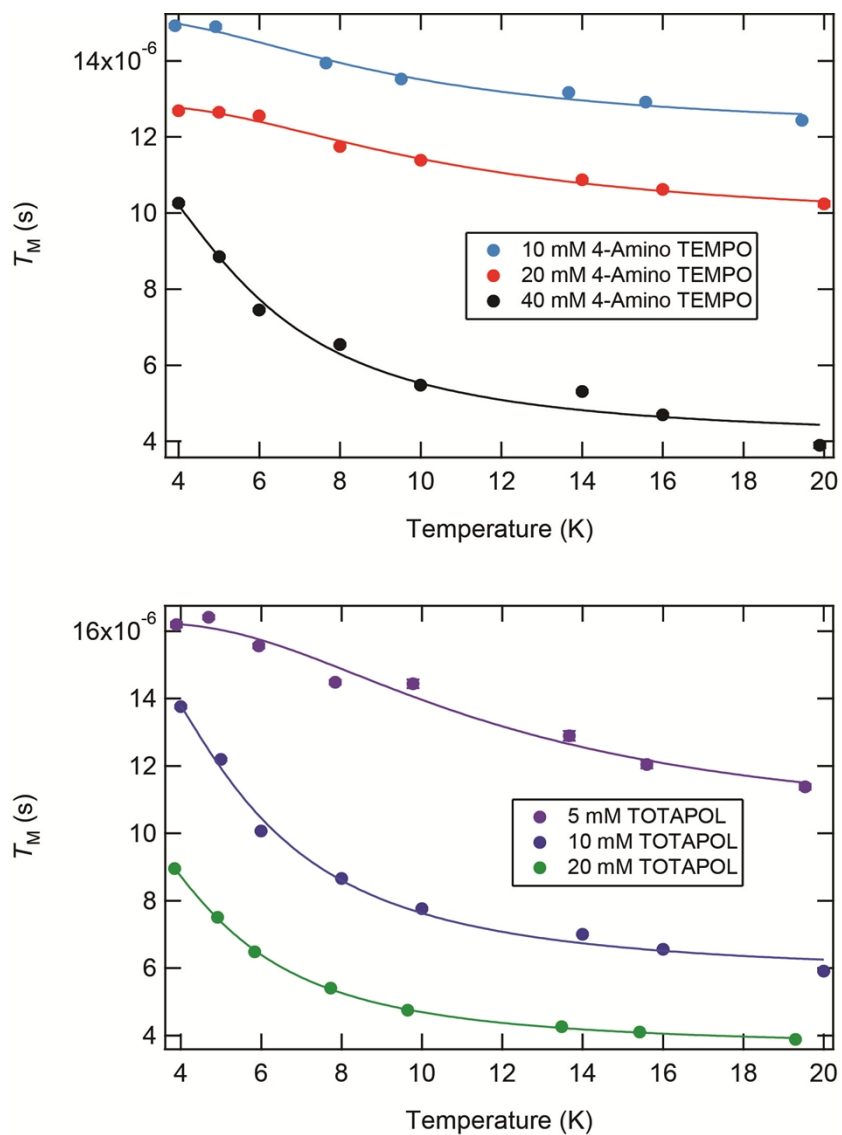 14x10⁻⁶
12
10
8
6
4
T_M (s)
10 mM 4-Amino TEMPO
20 mM 4-Amino TEMPO
40 mM 4-Amino TEMPO
4 6 8 10 12 14 16 18 20
Temperature (K)
16x10⁻⁶
14
12
10
8
6
4
T_M (s)
5 mM TOTAPOL
10 mM TOTAPOL
20 mM TOTAPOL
4 6 8 10 12 14 16 18 20
Temperature (K)